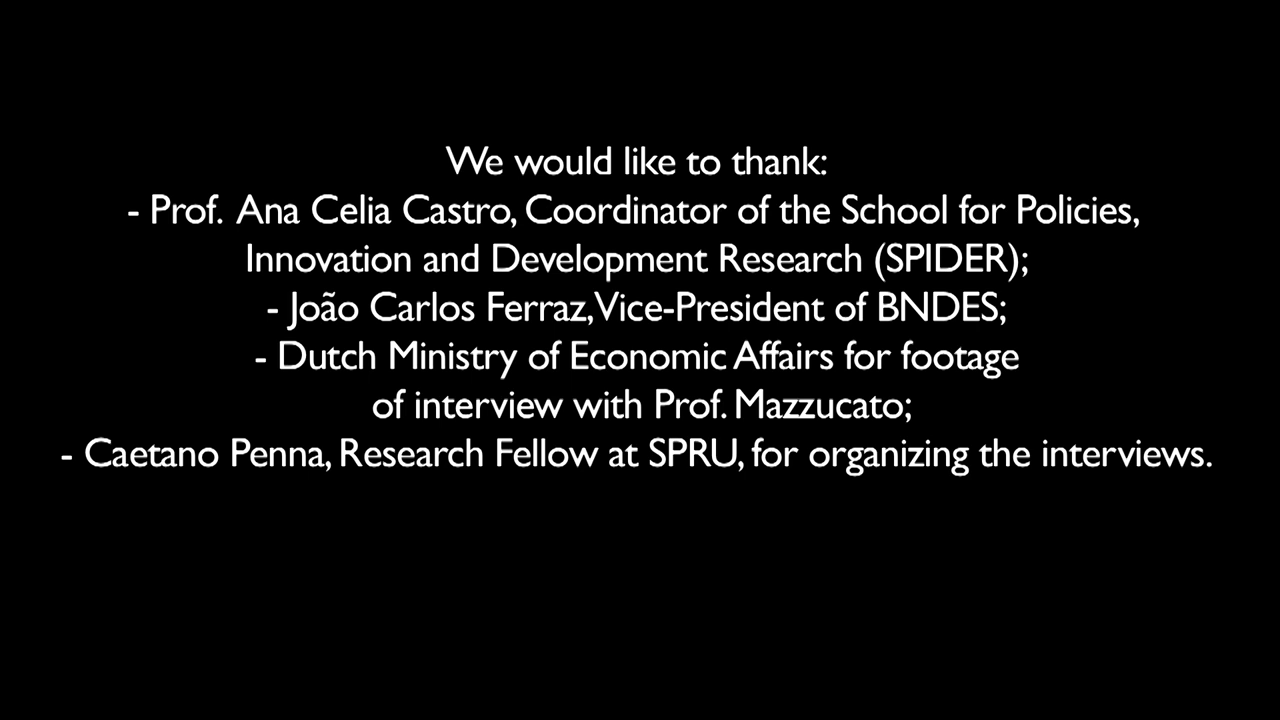 We would like to thank:
- Prof. Ana Celia Castro, Coordinator of the School for Policies,
Innovation and Development Research (SPIDER);
- João Carlos Ferraz, Vice-President of BNDES;
- Dutch Ministry of Economic Affairs for footage
of interview with Prof. Mazzucato;
- Caetano Penna, Research Fellow at SPRU, for organizing the interviews.